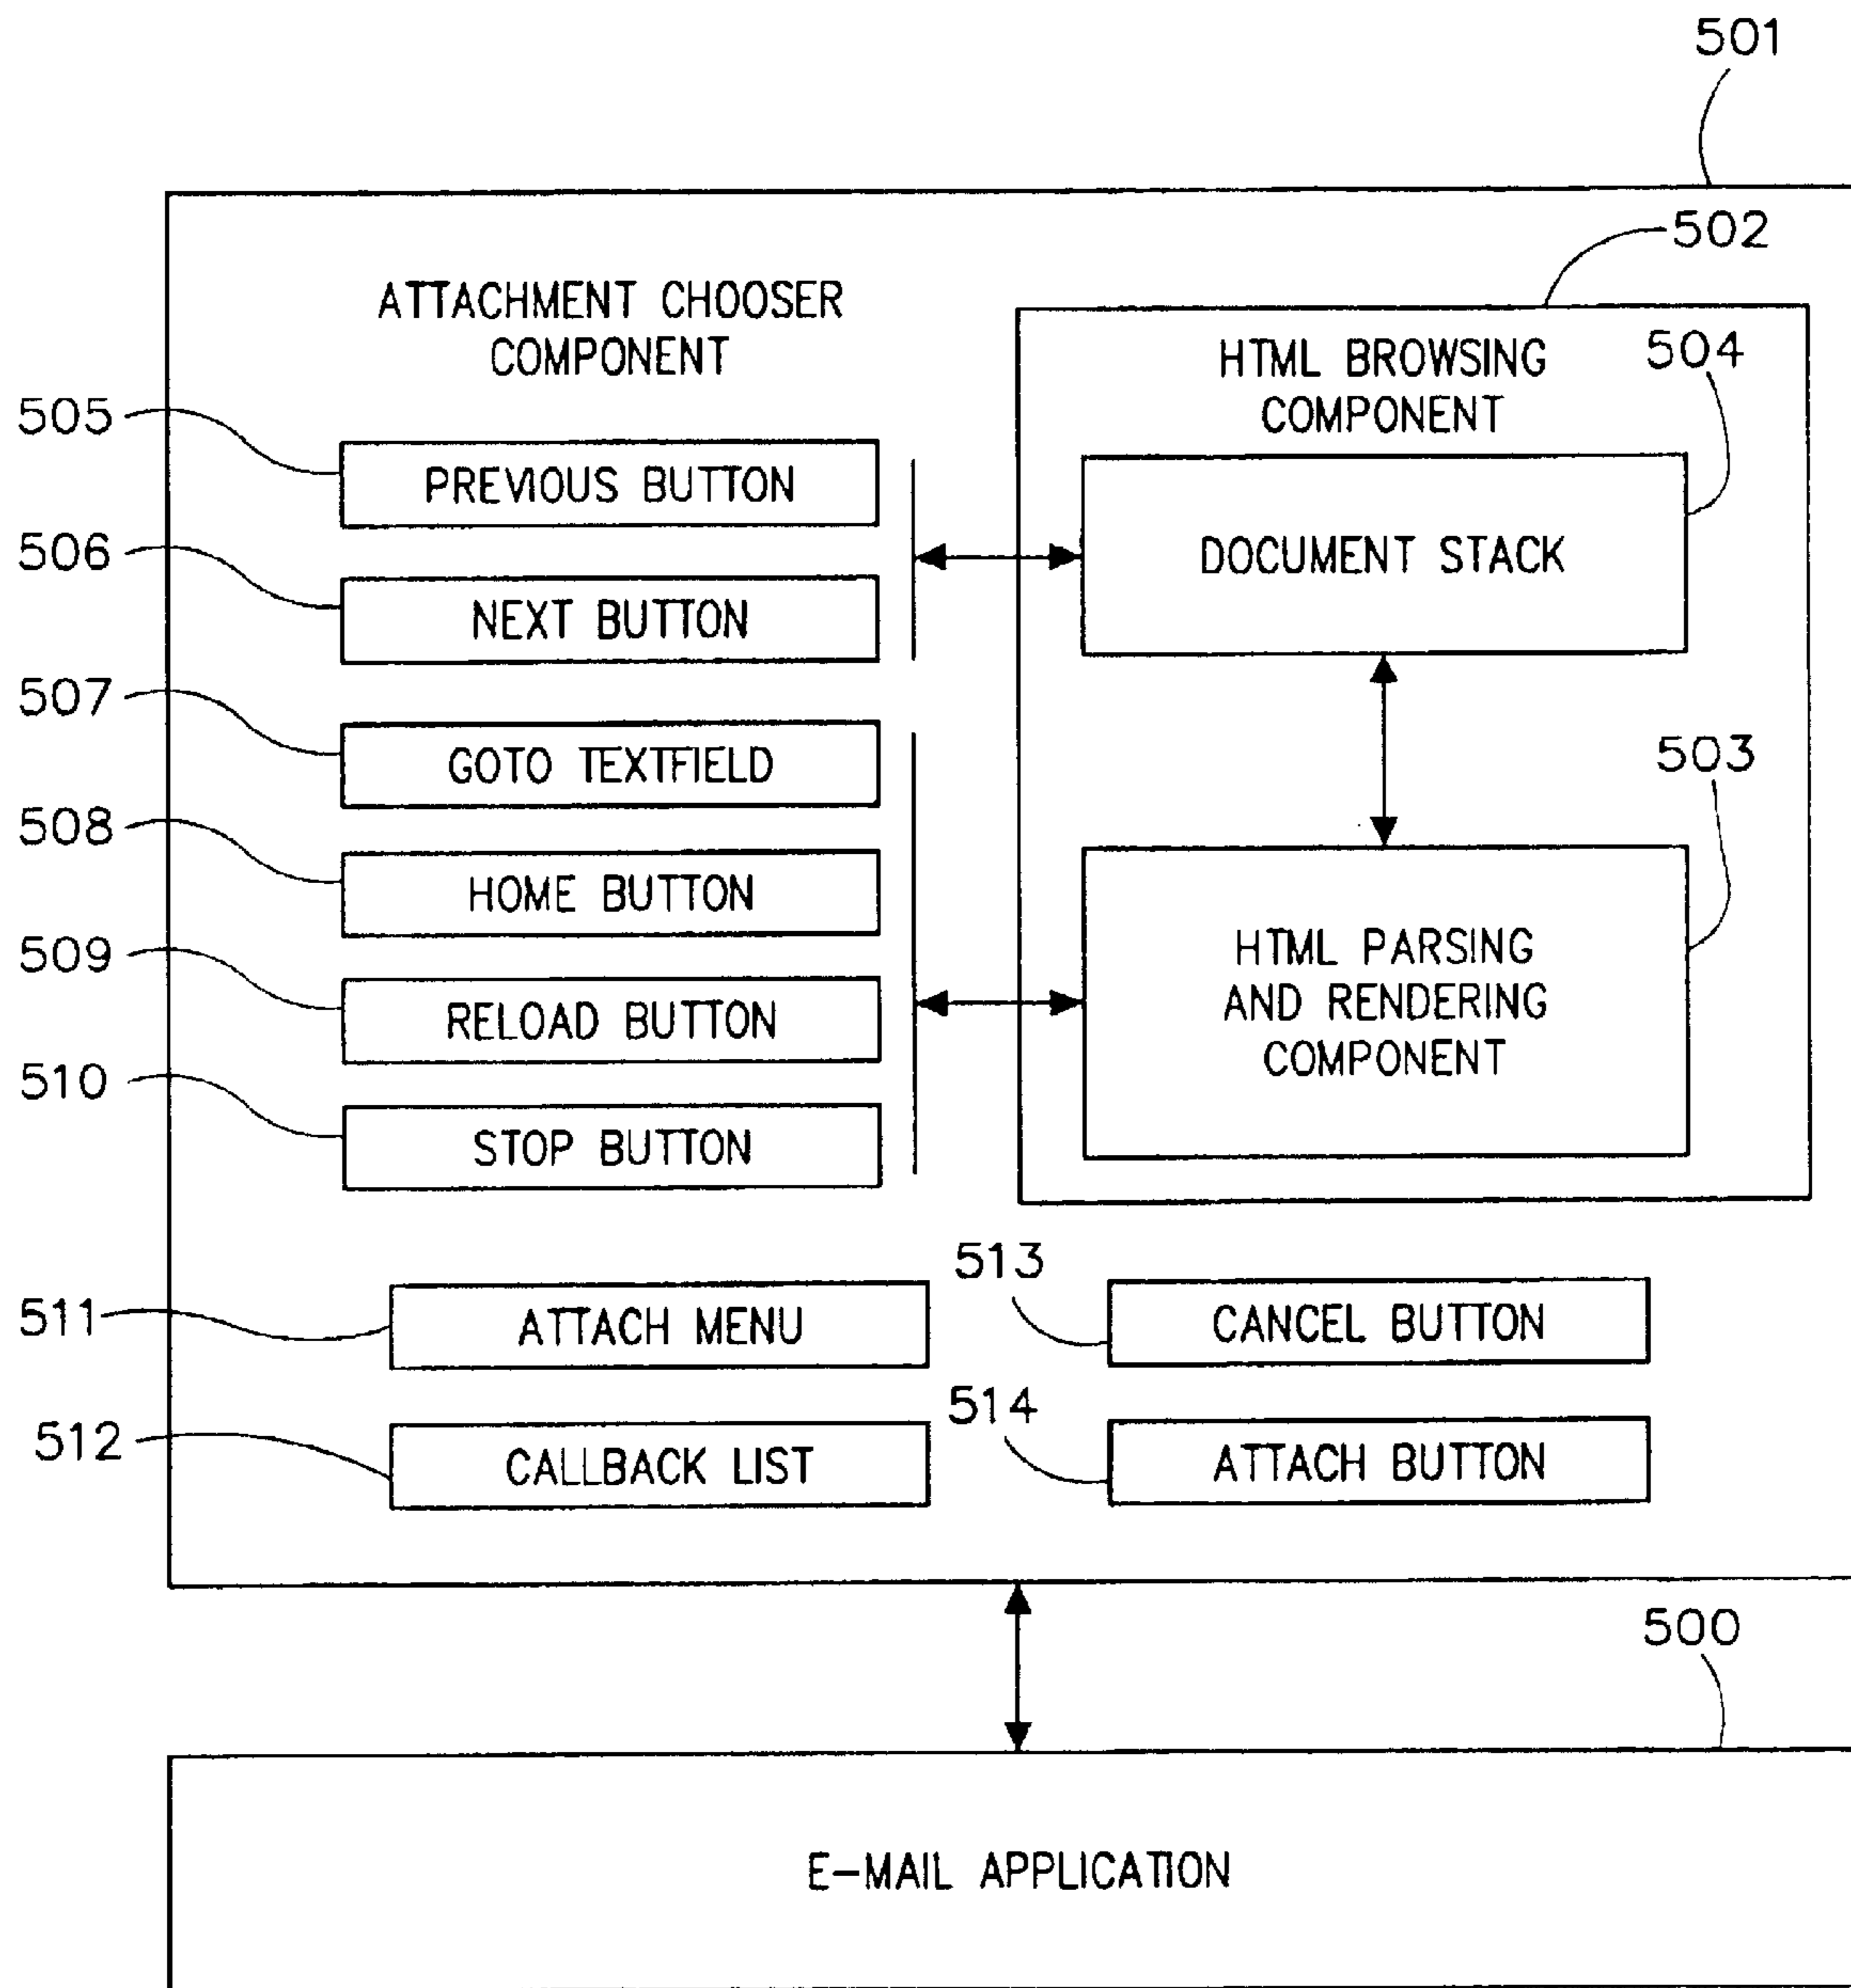 501
502
ATTACHMENT CHOOSER
COMPONENT
HTML BROWSING
COMPONENT
504
505
PREVIOUS BUTTON
DOCUMENT STACK
506
NEXT BUTTON
507
GOTO TEXTFIELD
503
508
HOME BUTTON
HTML PARSING
AND RENDERING
COMPONENT
509
RELOAD BUTTON
510
STOP BUTTON
511
ATTACH MENU
513
CANCEL BUTTON
512
CALLBACK LIST
514
ATTACH BUTTON
500
E-MAIL APPLICATION